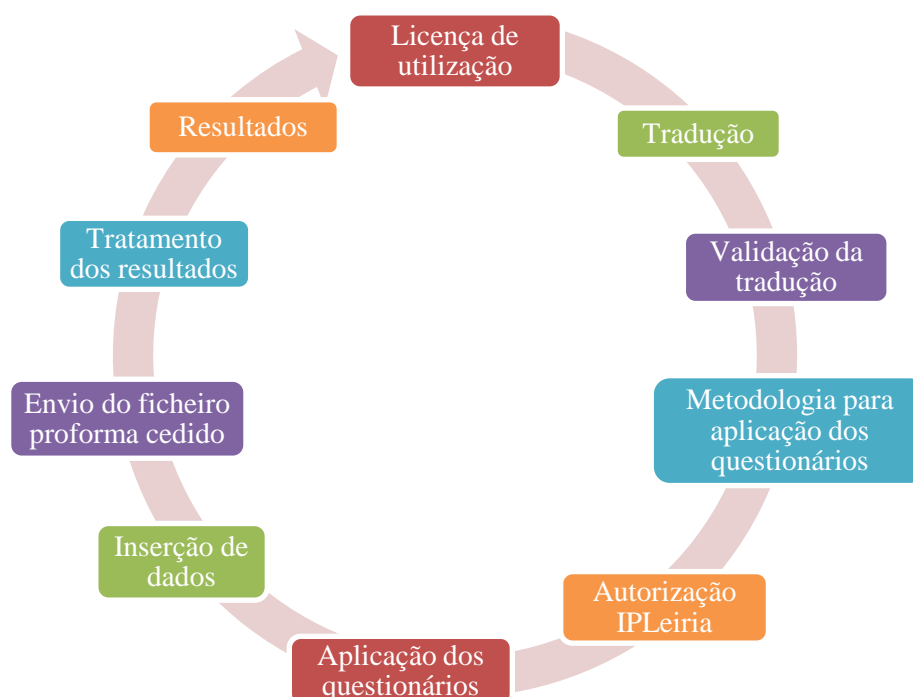 Licença de
utilização
Tradução
Validação da
tradução
Metodologia para
aplicação dos
questionários
Autorização
IPLeiria
Aplicação dos
questionários
Inserção de
dados
Envio do ficheiro
proforma cedido
Tratamento
dos resultados
Resultados